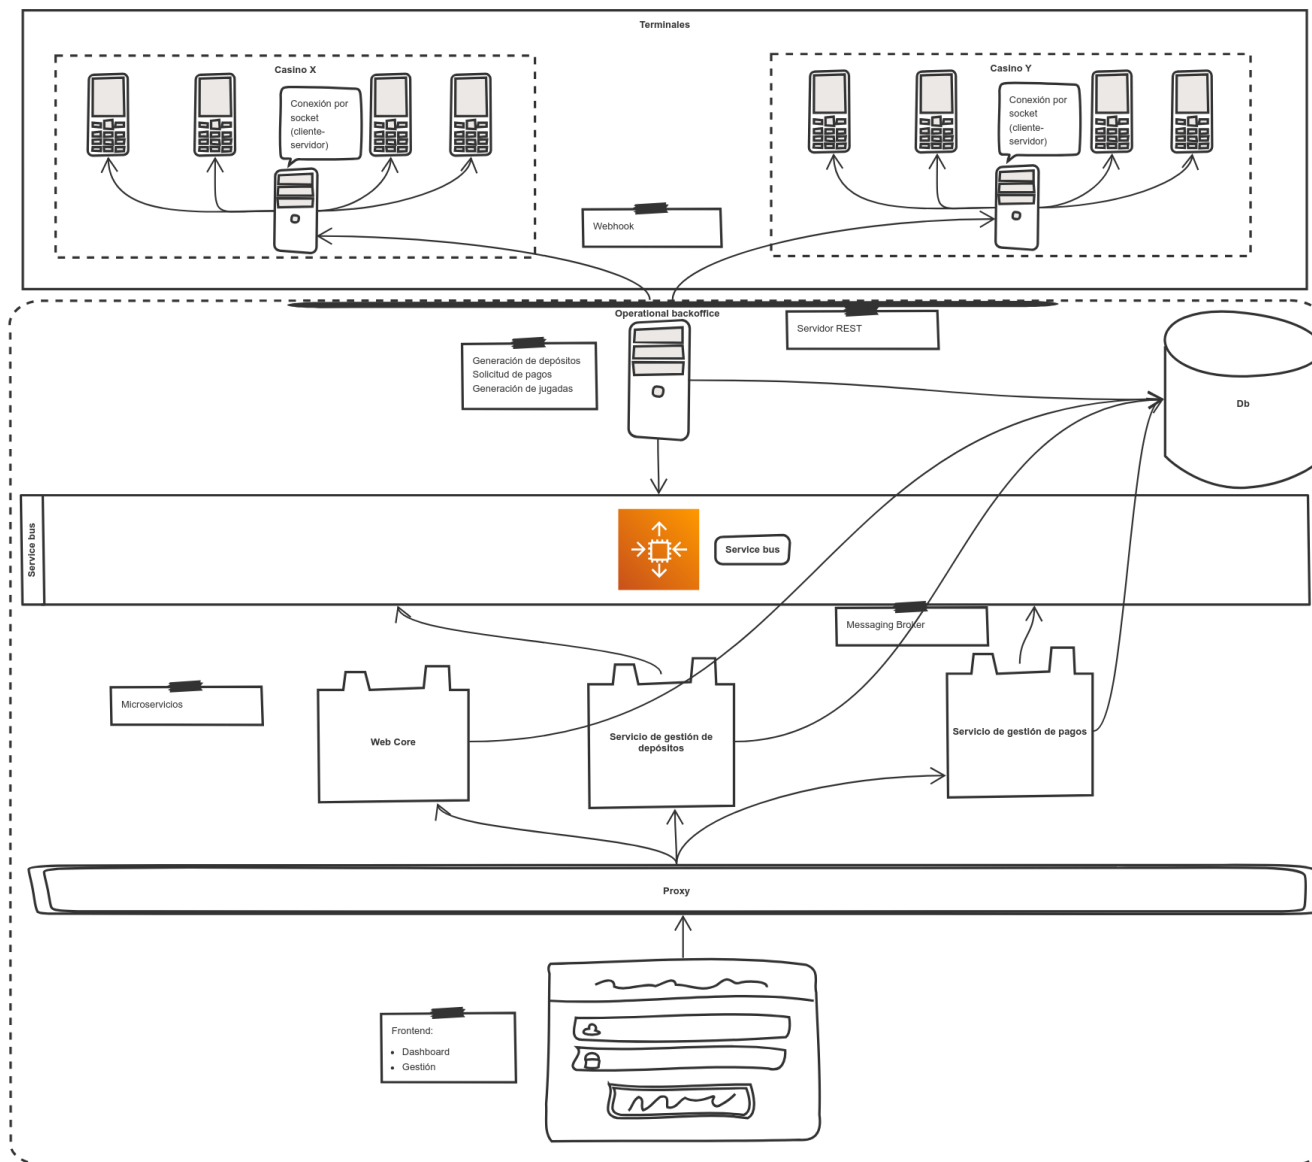 Terminales
Casino X
Casino Y
Conexión por
socket
(cliente-
servidor)
Conexión por
socket
(cliente-
servidor)
Webhook
Operational backoffice
Servidor REST
Generación de depósitos
Solicitud de pagos
Generación de jugadas
Db
Service bus
Service bus
Messaging Broker
Microservicios
Web Core
Servicio de gestión de
depósitos
Servicio de gestión de pagos
Proxy
Frontend:
• Dashboard
• Gestión